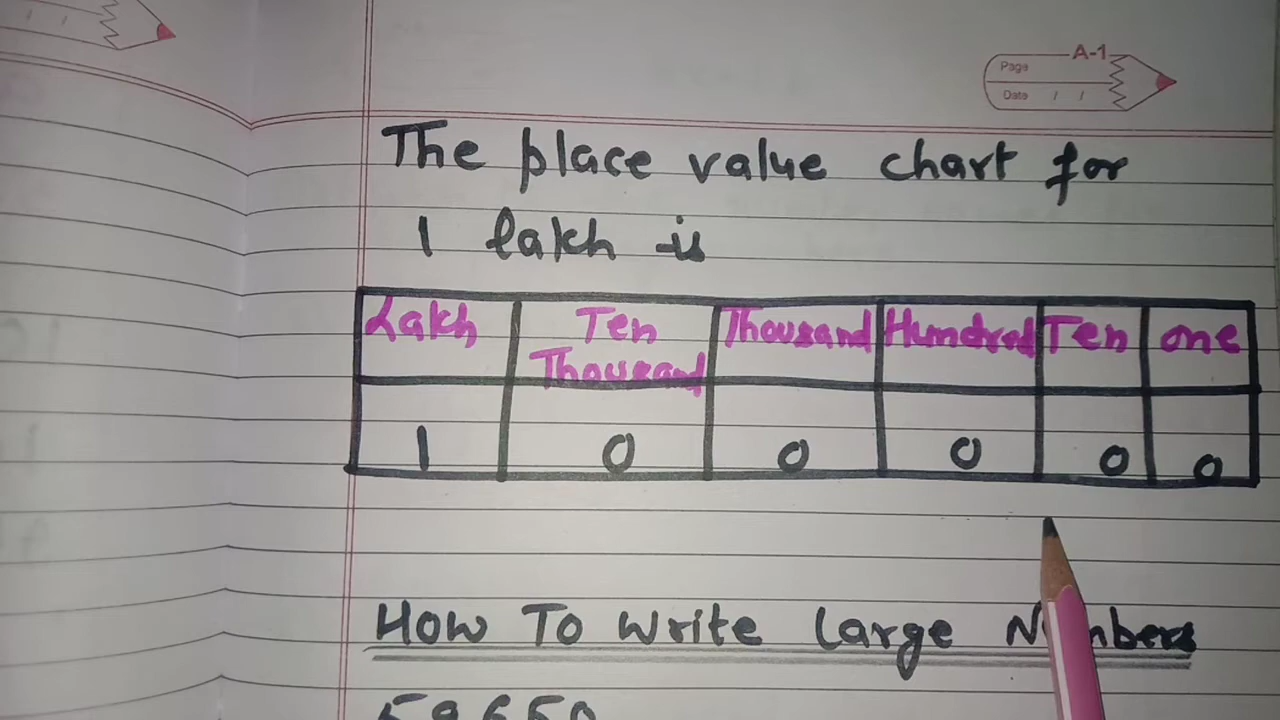 A-1
Page
Date / /
The place value chart for
1 lakh is
Lakh Ten Thousand Thousand Hundred Ten one
1 0 0 0 0 0
How To Write Large Numbers